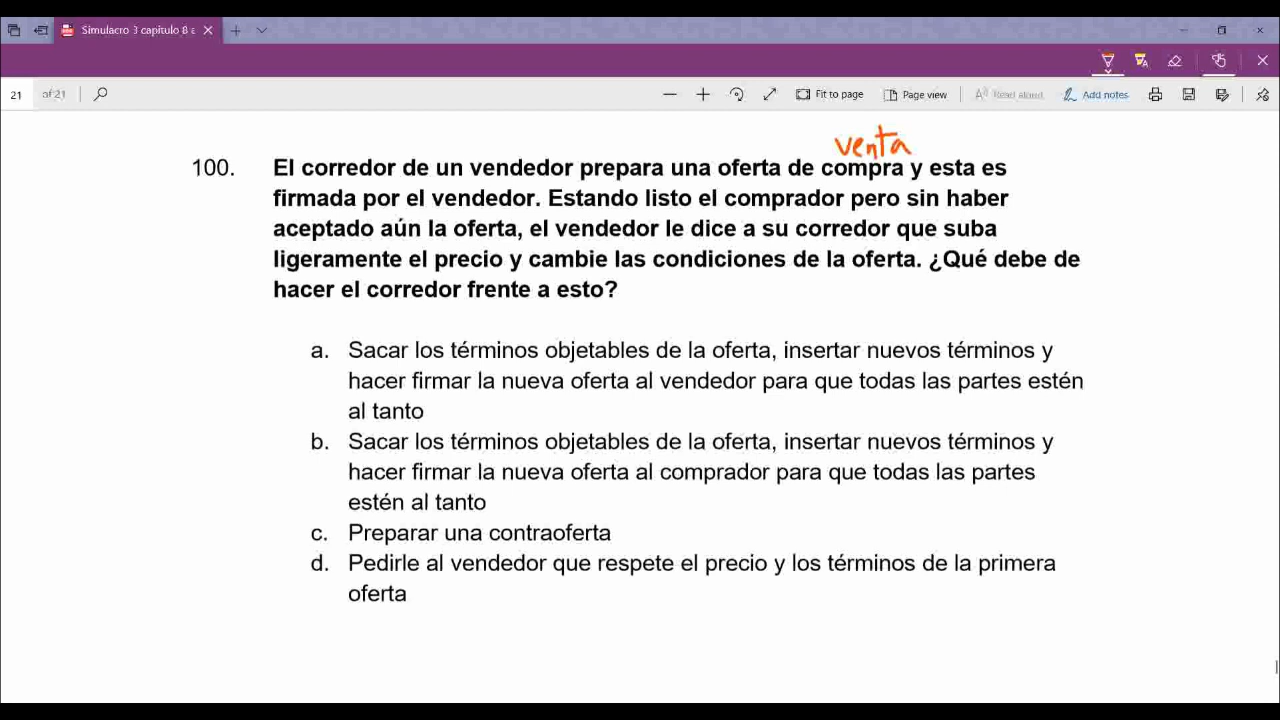 Simulacro 3 capitulo 8 e
21 of 21
Fit to page
Page view
Read aloud
Add notes
venta
100. El corredor de un vendedor prepara una oferta de compra y esta es
firmada por el vendedor. Estando listo el comprador pero sin haber
aceptado aún la oferta, el vendedor le dice a su corredor que suba
ligeramente el precio y cambie las condiciones de la oferta. ¿Qué debe de
hacer el corredor frente a esto?
a. Sacar los términos objetables de la oferta, insertar nuevos términos y
hacer firmar la nueva oferta al vendedor para que todas las partes estén
al tanto
b. Sacar los términos objetables de la oferta, insertar nuevos términos y
hacer firmar la nueva oferta al comprador para que todas las partes
estén al tanto
c. Preparar una contraoferta
d. Pedirle al vendedor que respete el precio y los términos de la primera
oferta